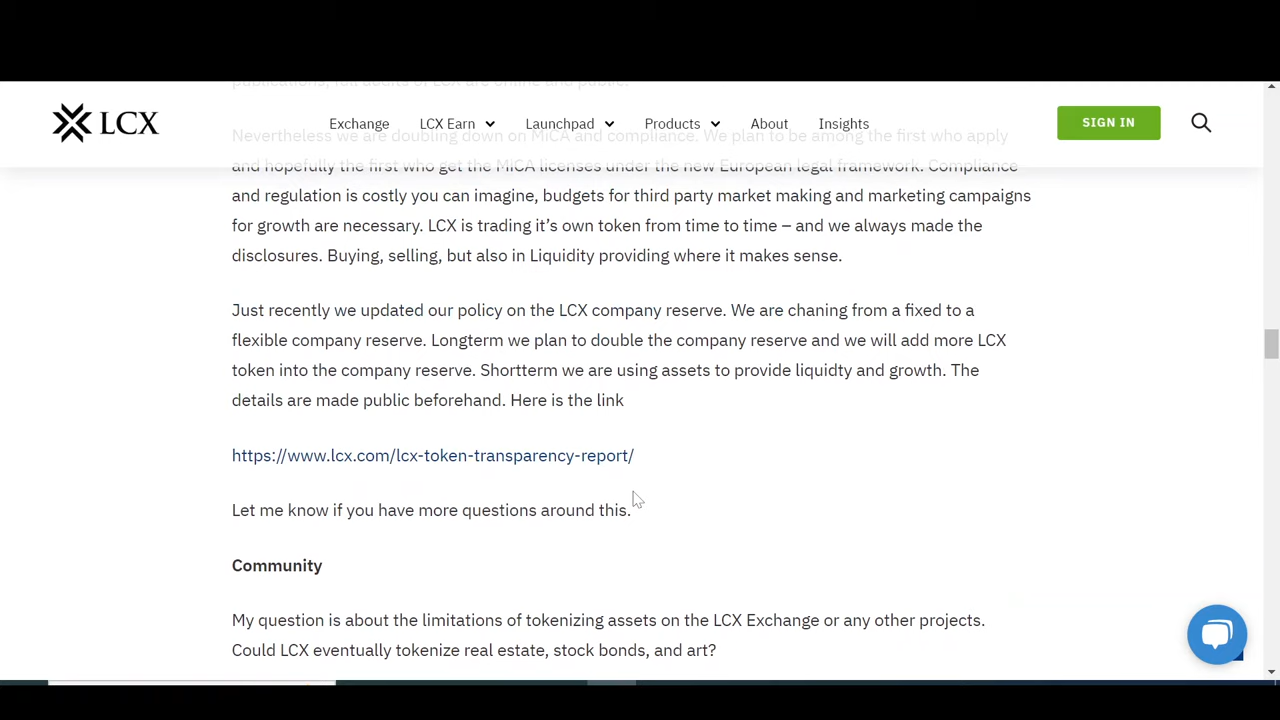 publications, full audits of LCX are online and public.
LCX
Exchange
LCX Earn
Launchpad
Products
About
Insights
SIGN IN
Nevertheless we are doubling down on MiCA and compliance. We plan to be among the first who apply
and hopefully the first who get the MiCA licenses under the new European legal framework. Compliance
and regulation is costly you can imagine, budgets for third party market making and marketing campaigns
for growth are necessary. LCX is trading it’s own token from time to time – and we always made the
disclosures. Buying, selling, but also in Liquidity providing where it makes sense.
Just recently we updated our policy on the LCX company reserve. We are chaning from a fixed to a
flexible company reserve. Longterm we plan to double the company reserve and we will add more LCX
token into the company reserve. Shortterm we are using assets to provide liquidty and growth. The
details are made public beforehand. Here is the link
https://www.lcx.com/lcx-token-transparency-report/
Let me know if you have more questions around this.
Community
My question is about the limitations of tokenizing assets on the LCX Exchange or any other projects.
Could LCX eventually tokenize real estate, stock bonds, and art?